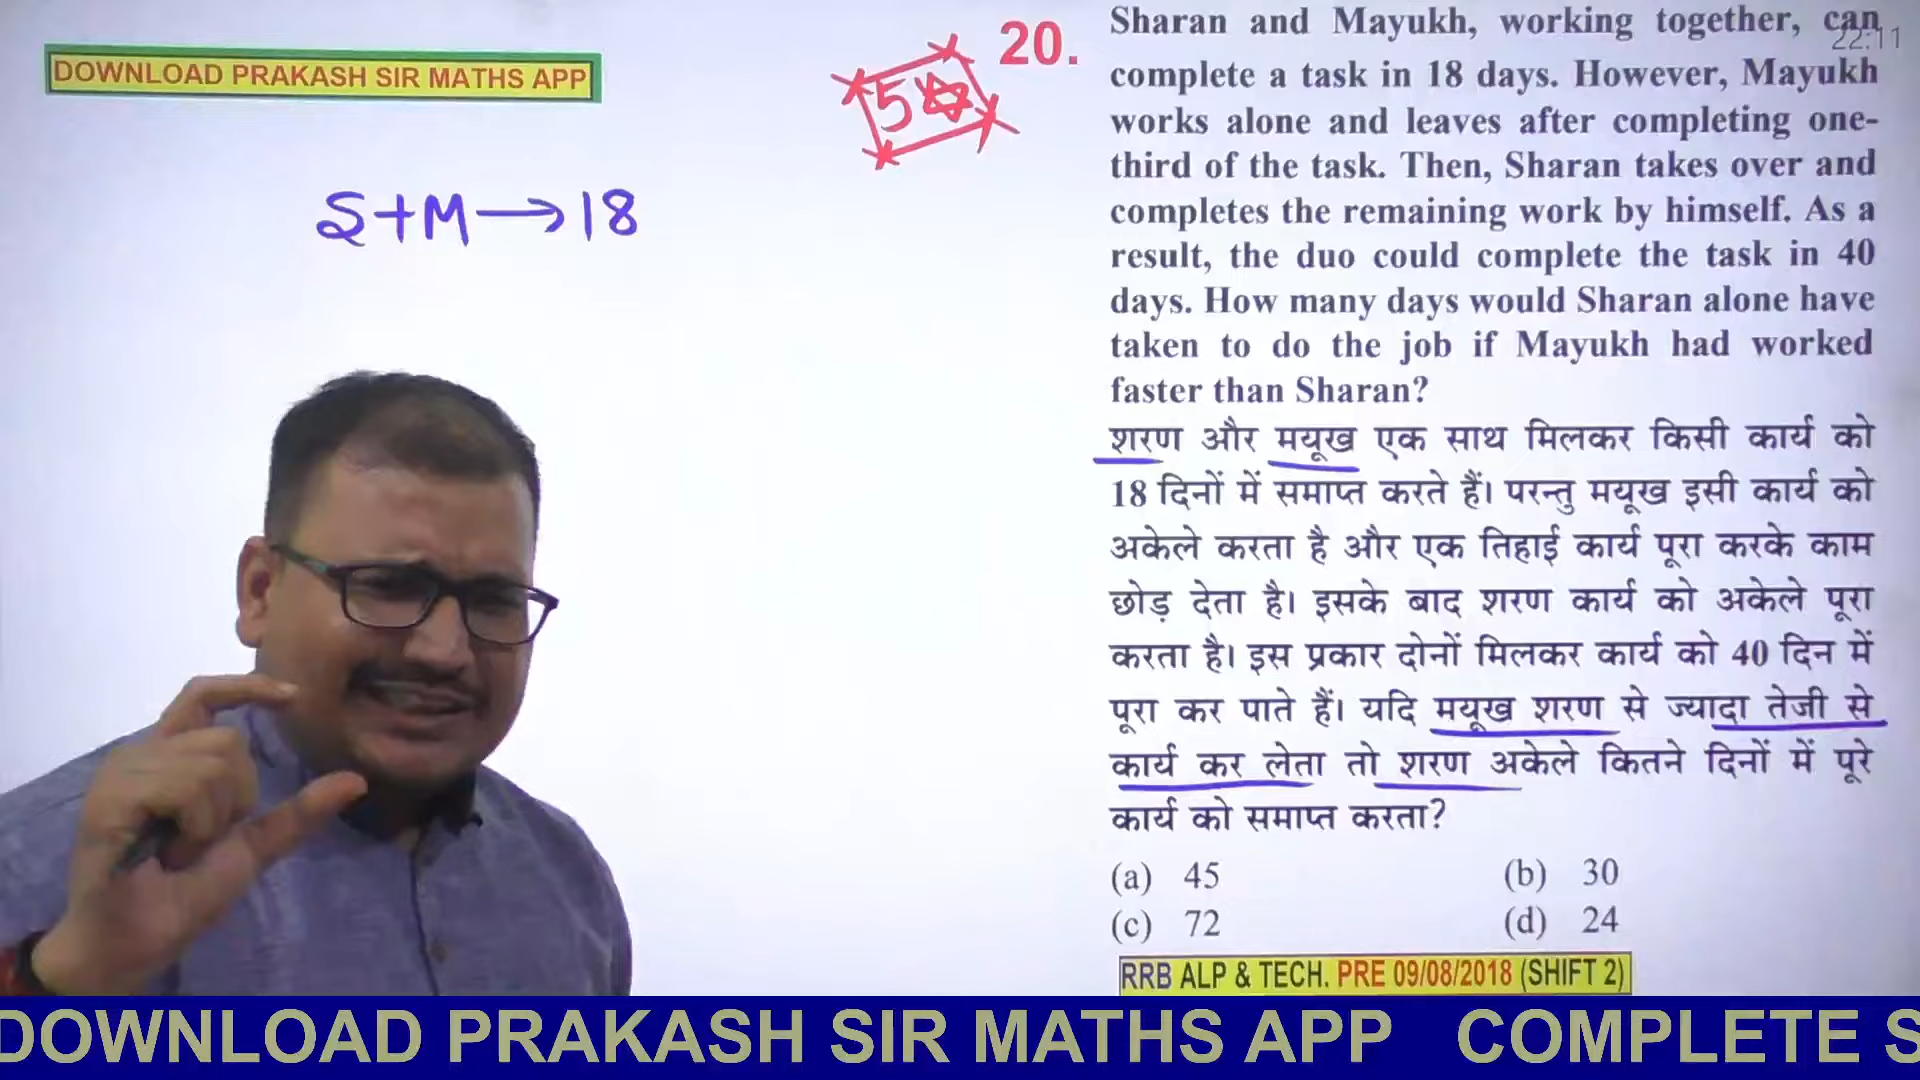 DOWNLOAD PRAKASH SIR MATHS APP
S+M→18
5
20.
Sharan and Mayukh, working together, can
22:11
complete a task in 18 days. However, Mayukh
works alone and leaves after completing one-
third of the task. Then, Sharan takes over and
completes the remaining work by himself. As a
result, the duo could complete the task in 40
days. How many days would Sharan alone have
taken to do the job if Mayukh had worked
faster than Sharan?
शरण और मयूख एक साथ मिलकर किसी कार्य को
18 दिनों में समाप्त करते हैं। परन्तु मयूख इसी कार्य को
अकेले करता है और एक तिहाई कार्य पूरा करके काम
छोड़ देता है। इसके बाद शरण कार्य को अकेले पूरा
करता है। इस प्रकार दोनों मिलकर कार्य को 40 दिन में
पूरा कर पाते हैं। यदि मयूख शरण से ज्यादा तेजी से
कार्य कर लेता तो शरण अकेले कितने दिनों में पूरे
कार्य को समाप्त करता?
(a) 45 (b) 30
(c) 72 (d) 24
RRB ALP & TECH. PRE 09/08/2018 (SHIFT 2)
DOWNLOAD PRAKASH SIR MATHS APP COMPLETE S